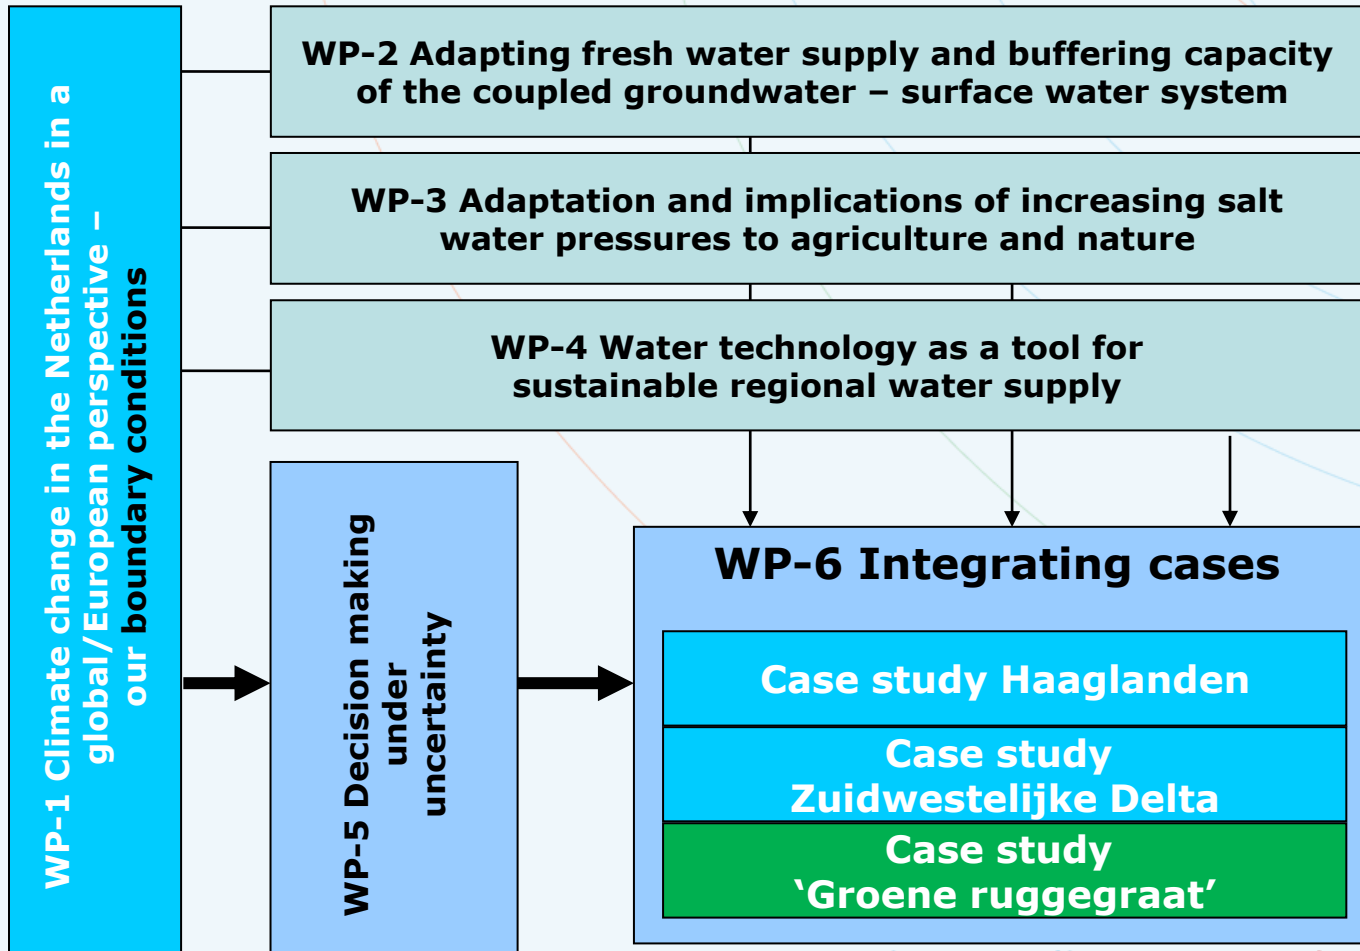 WP-1 Climate change in the Netherlands in a
global/European perspective –
our boundary conditions
WP-2 Adapting fresh water supply and buffering capacity
of the coupled groundwater – surface water system
WP-3 Adaptation and implications of increasing salt
water pressures to agriculture and nature
WP-4 Water technology as a tool for
sustainable regional water supply
WP-5 Decision making
under
uncertainty
WP-6 Integrating cases
Case study Haaglanden
Case study
Zuidwestelijke Delta
Case study
‘Groene ruggegraat’